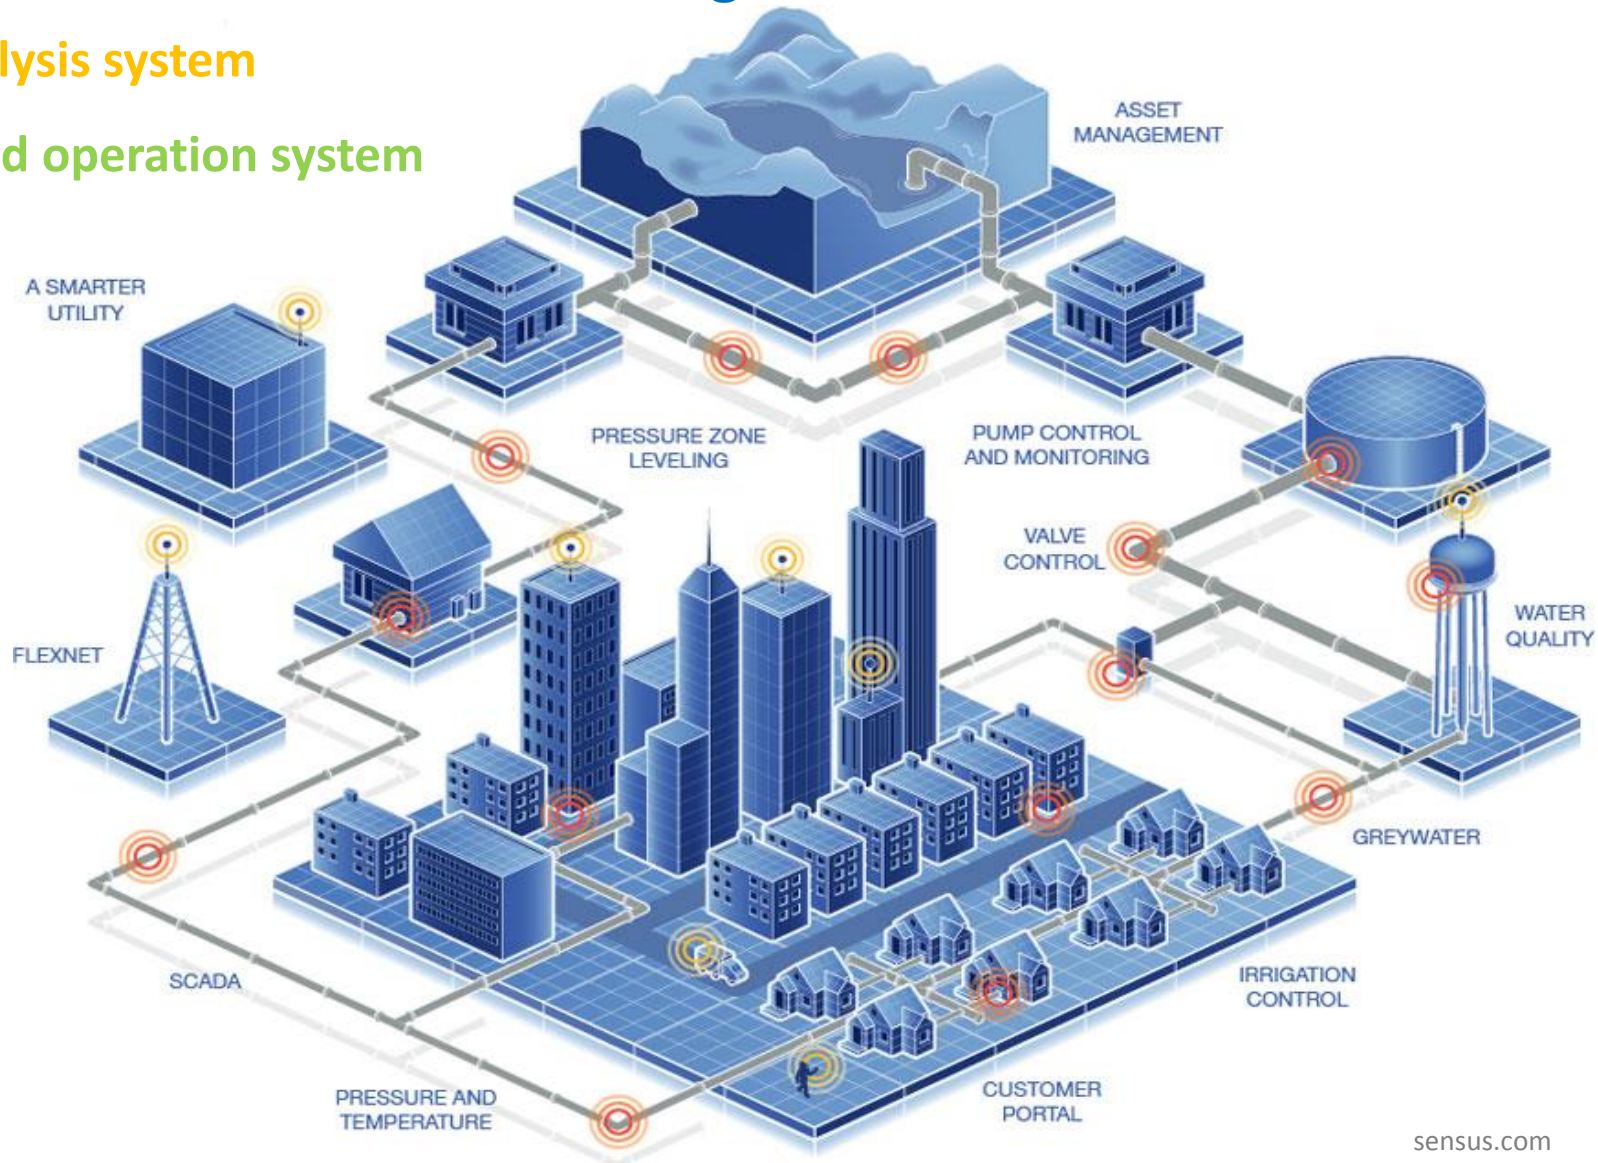 lysis system
d operation system
ASSET
MANAGEMENT
A SMARTER
UTILITY
PRESSURE ZONE
LEVELING
PUMP CONTROL
AND MONITORING
VALVE
CONTROL
WATER
QUALITY
FLEXNET
GREYWATER
SCADA
IRRIGATION
CONTROL
PRESSURE AND
TEMPERATURE
CUSTOMER
PORTAL
sensus.com